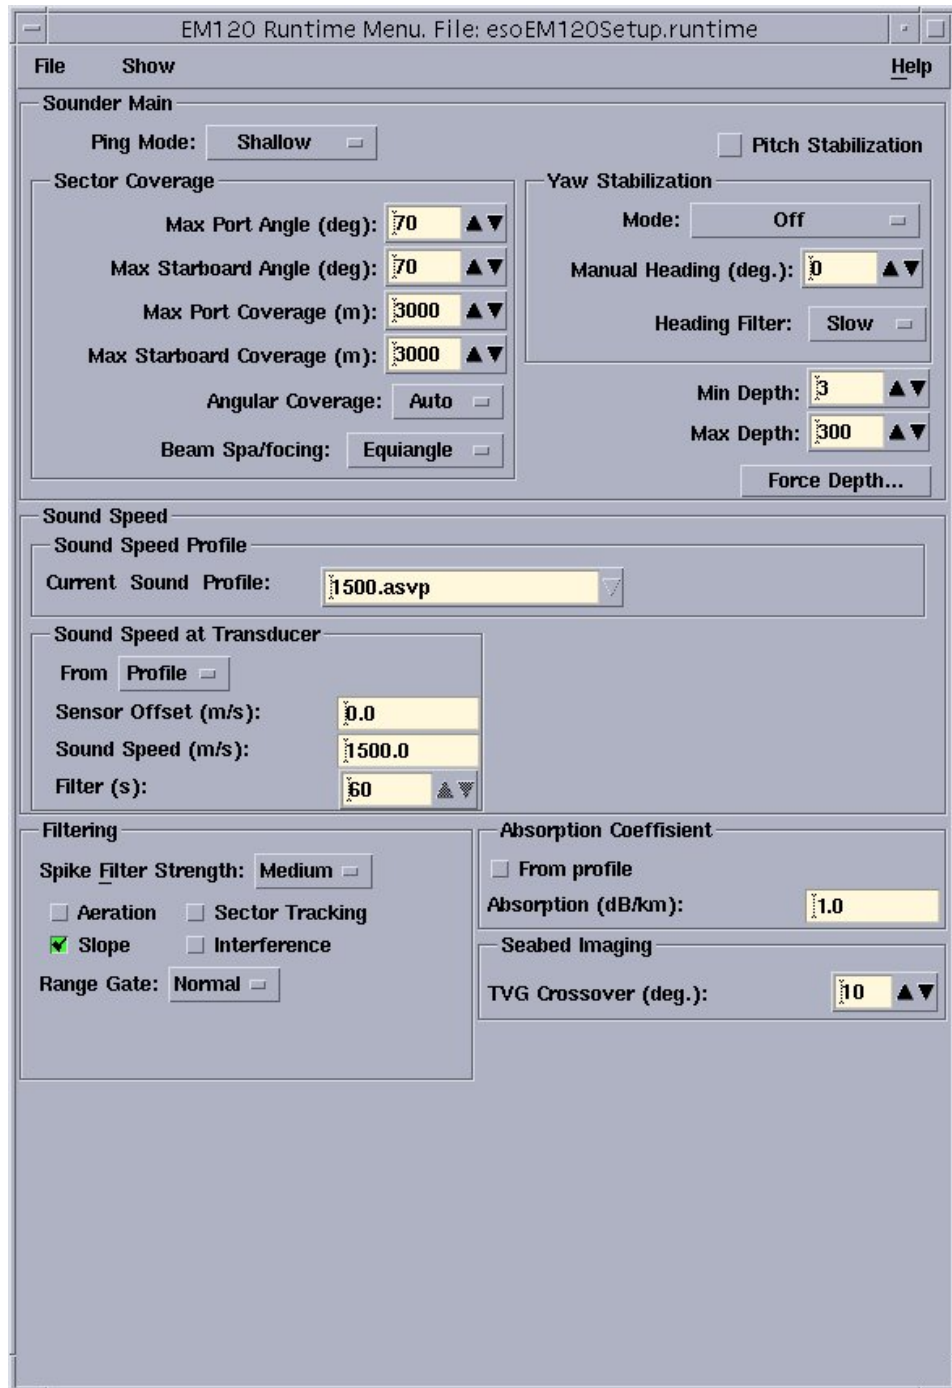 EM120 Runtime Menu. File: esoEM120Setup.runtime
File Show Help
Sounder Main
Ping Mode: Shallow
Pitch Stabilization
Sector Coverage
Max Port Angle (deg): 70
Max Starboard Angle (deg): 70
Max Port Coverage (m): 3000
Max Starboard Coverage (m): 3000
Angular Coverage: Auto
Beam Spa/focing: Equiangle
Yaw Stabilization
Mode: Off
Manual Heading (deg.): 0
Heading Filter: Slow
Min Depth: 3
Max Depth: 300
Force Depth...
Sound Speed
Sound Speed Profile
Current Sound Profile: 1500.asvp
Sound Speed at Transducer
From Profile
Sensor Offset (m/s): 0.0
Sound Speed (m/s): 1500.0
Filter (s): 60
Filtering
Spike Filter Strength: Medium
Aeration Sector Tracking
Slope Interference
Range Gate: Normal
Absorption Coeffisient
From profile
Absorption (dB/km): 1.0
Seabed Imaging
TVG Crossover (deg.): 10